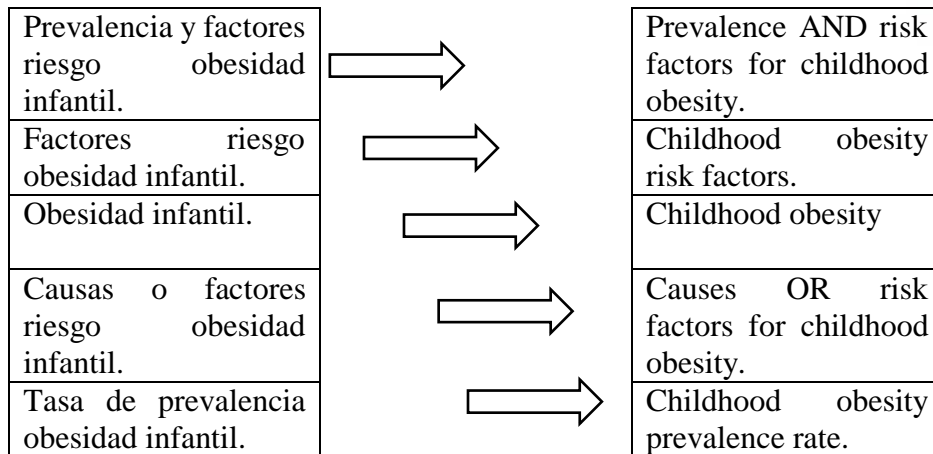 Prevalencia y factores
riesgo obesidad
infantil.
Prevalence AND risk
factors for childhood
obesity.
Factores riesgo
obesidad infantil.
Childhood obesity
risk factors.
Obesidad infantil.
Childhood obesity
Causas o factores
riesgo obesidad
infantil.
Causes OR risk
factors for childhood
obesity.
Tasa de prevalencia
obesidad infantil.
Childhood obesity
prevalence rate.